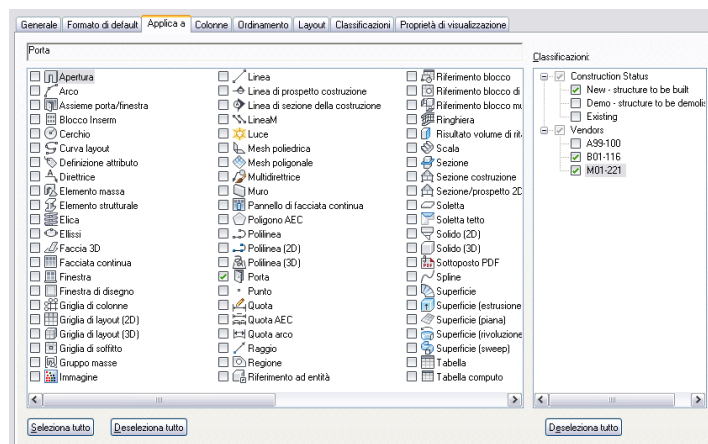 Generale Formato di default Applica a Colonne Ordinamento Layout Classificazioni Proprietà di visualizzazione
Porta
Classificazioni:
Apertura
Arco
Assieme porta/finestra
Blocco Inserm
Cerchio
Curva layout
Definizione attributo
Direttrice
Elemento massa
Elemento strutturale
Elica
Ellissi
Faccia 3D
Facciata continua
Finestra
Finestra di disegno
Griglia di colonne
Griglia di layout (2D)
Griglia di layout (3D)
Griglia di soffitto
Gruppo masse
Immagine
Linea
Linea di prospetto costruzione
Linea di sezione della costruzione
LineaM
Luce
Mesh poliedrica
Mesh poligonale
Multidirettrice
Muro
Pannello di facciata continua
Poligono AEC
Polilinea
Polilinea (2D)
Polilinea (3D)
Porta
Punto
Quota
Quota AEC
Quota arco
Raggio
Regione
Riferimento ad entità
Riferimento blocco
Riferimento blocco di
Riferimento blocco mu
Ringhiera
Risultato volume di rit
Scala
Sezione
Sezione costruzione
Sezione/prospetto 2D
Soletta
Soletta tetto
Solido (2D)
Solido (3D)
Sottoposto PDF
Spline
Superficie
Superficie (estrusione
Superficie (piana)
Superficie (rivoluzione
Superficie (sweep)
Tabella
Tabella computo
Construction Status
New - structure to be built
Demo - structure to be demolis
Existing
Vendors
A99-100
B01-116
M01-221
Seleziona tutto Deseleziona tutto Deseleziona tutto